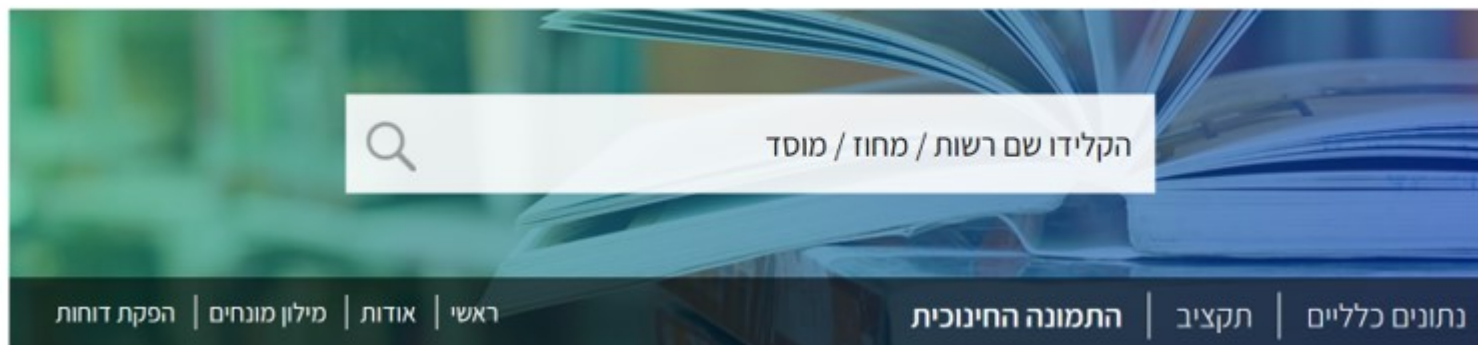 הקלידו שם רשות / מחוז / מוסד
נתונים כלליים | תקציב | התמונה החינוכית ראשי | אודות | מילון מונחים | הפקת דוחות